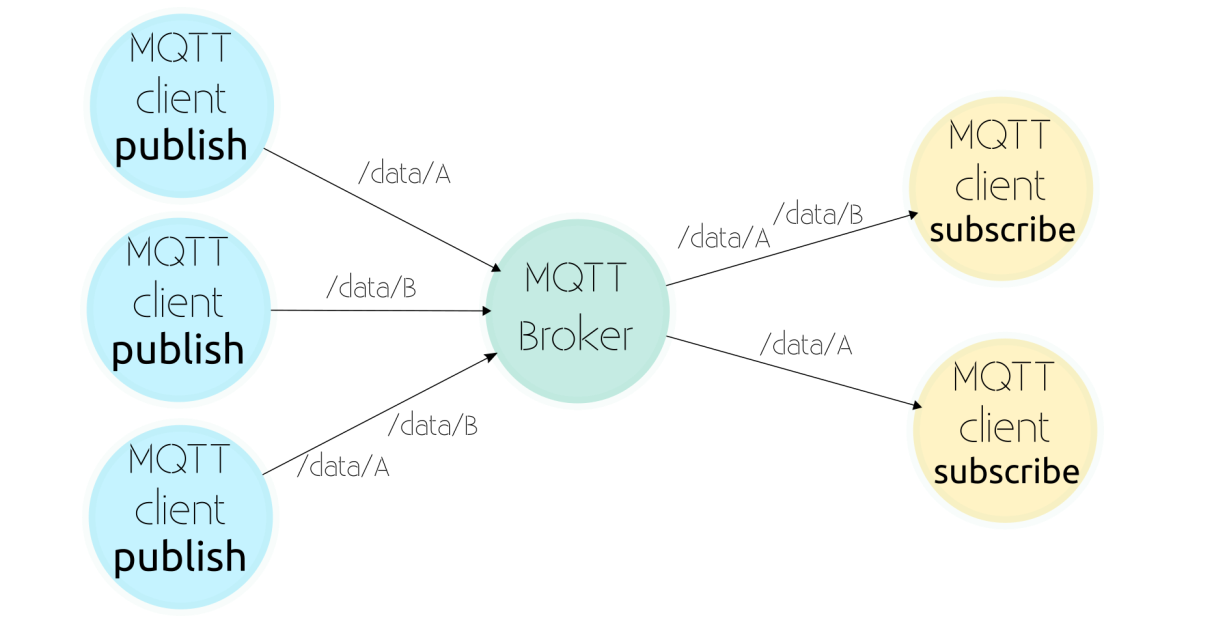 MQTT
client
publish
/data/A
MQTT
client
publish
/data/B
MQTT
client
publish
/data/B
/data/A
MQTT
Broker
/data/A
/data/B
MQTT
client
subscribe
/data/A
MQTT
client
subscribe